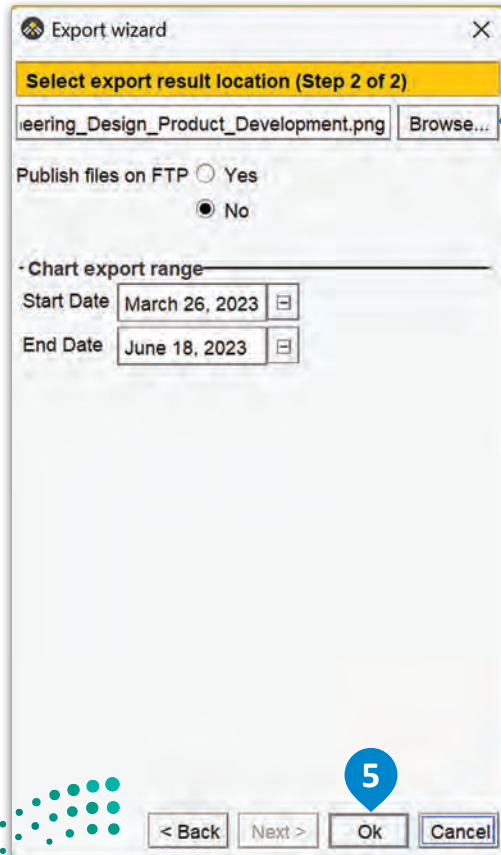 Export wizard
Select export result location (Step 2 of 2)
eering_Design_Product_Development.png Browse...
Publish files on FTP Yes
No
Chart export range
Start Date March 26, 2023
End Date June 18, 2023
5
< Back Next > Ok Cancel